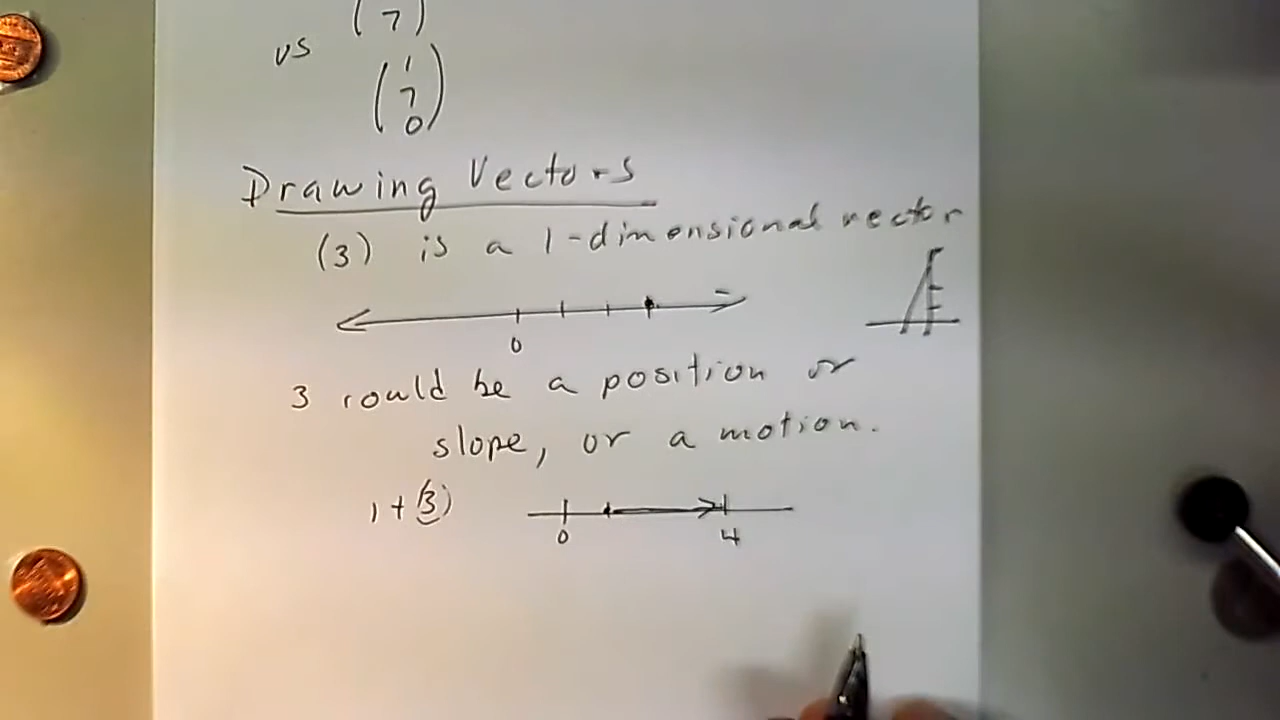 (7)
vs
(1
7
0)
Drawing Vectors
(3) is a 1-dimensional vector
0
3 could be a position or
slope, or a motion.
1 + (3)
0 4